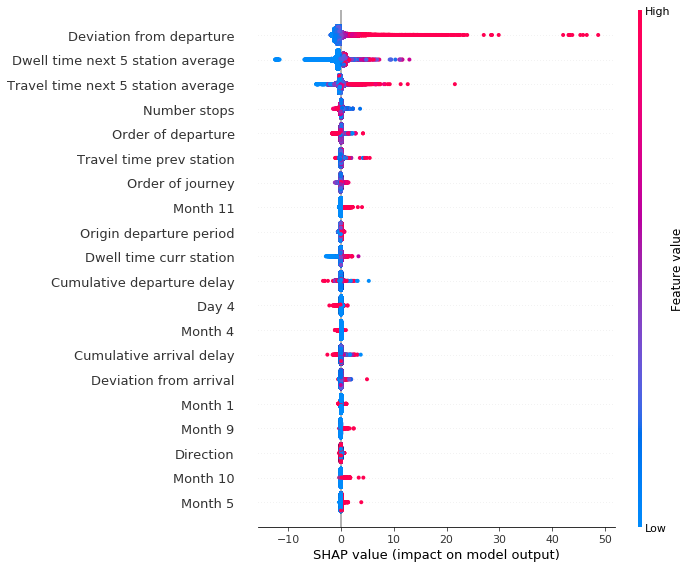 High
Deviation from departure
Dwell time next 5 station average
Travel time next 5 station average
Number stops
Order of departure
Travel time prev station
Order of journey
Month 11
Origin departure period
Dwell time curr station
Cumulative departure delay
Day 4
Month 4
Cumulative arrival delay
Deviation from arrival
Month 1
Month 9
Direction
Month 10
Month 5
Feature value
Low
−10 0 10 20 30 40 50
SHAP value (impact on model output)